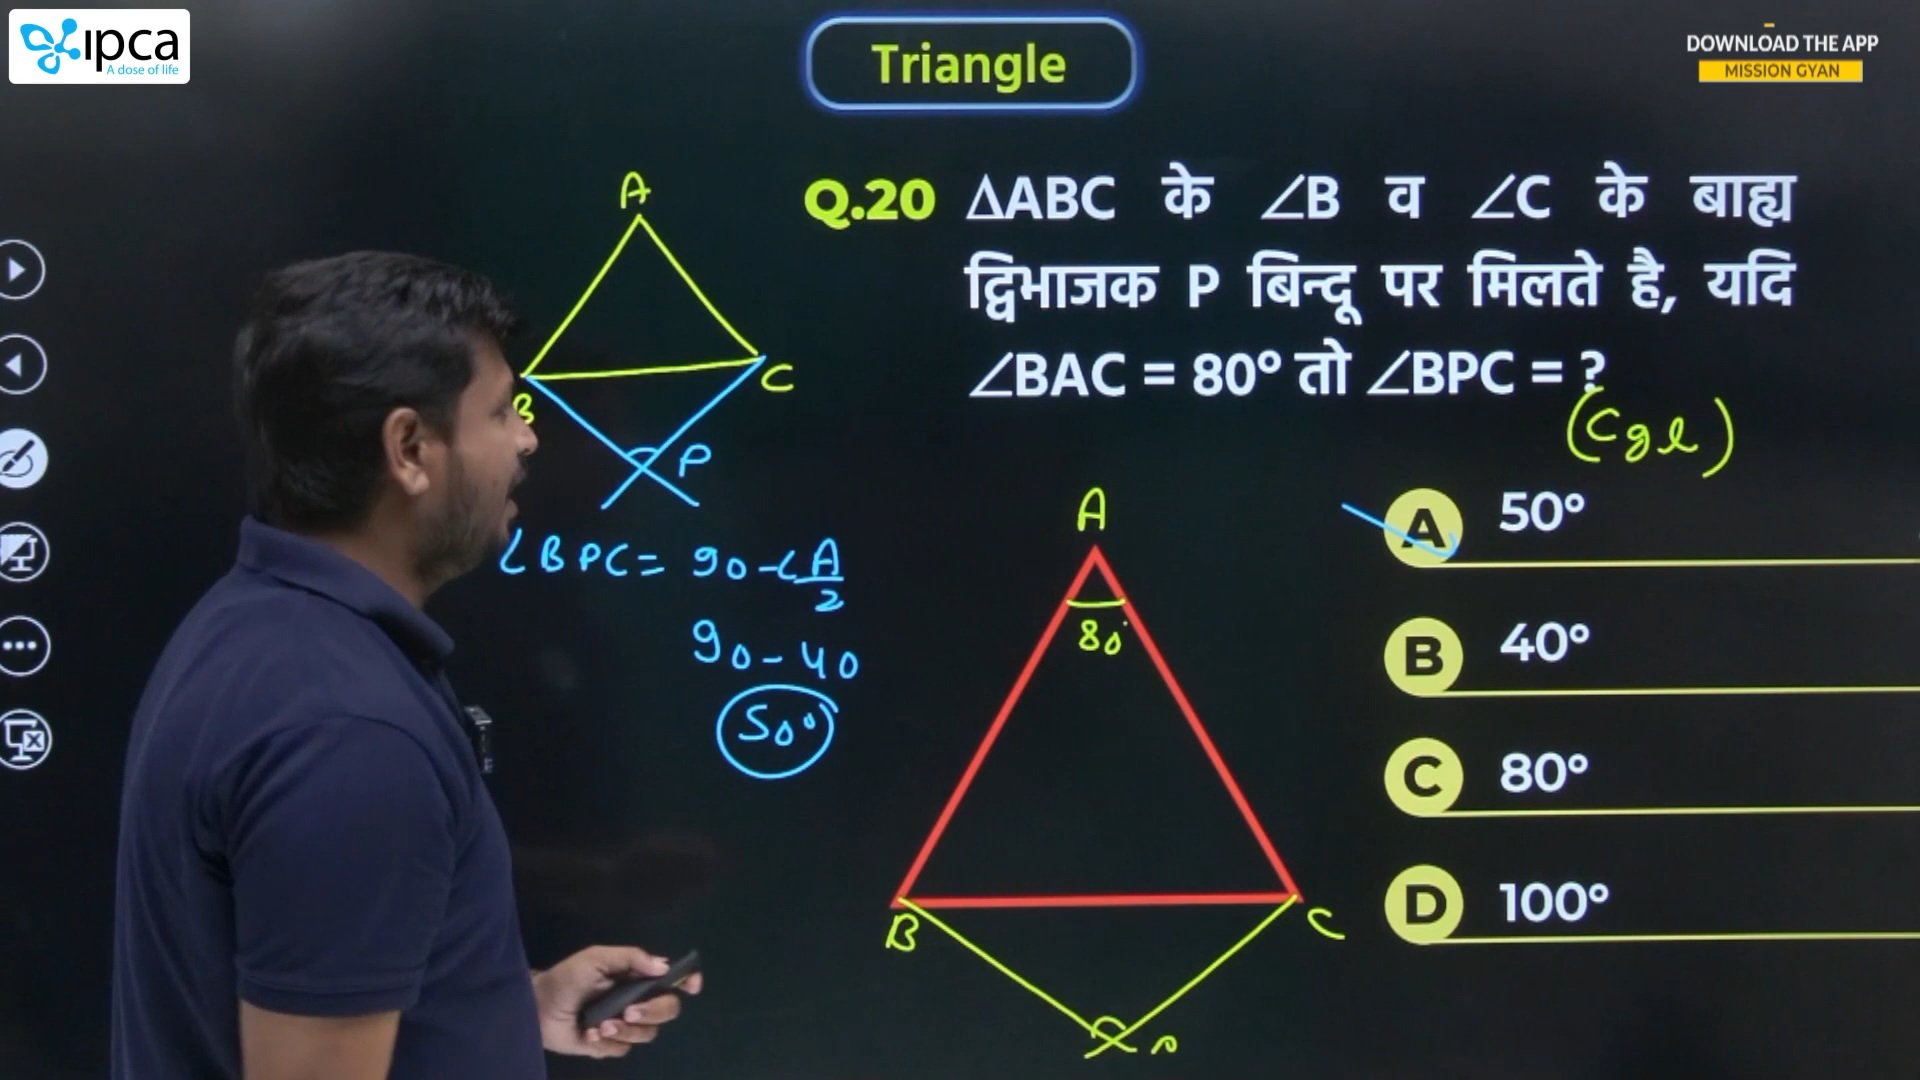 ipca
A dose of life
Triangle
DOWNLOAD THE APP
MISSION GYAN
Q.20 ΔABC के ∠B व ∠C के बाह्य
द्विभाजक P बिन्दू पर मिलते है, यदि
∠BAC = 80° तो ∠BPC = ?
(Cgl)
A
B
C
P
∠BPC = 90-∠A/2
90-40
50°
A
80°
B
C
A 50°
B 40°
C 80°
D 100°